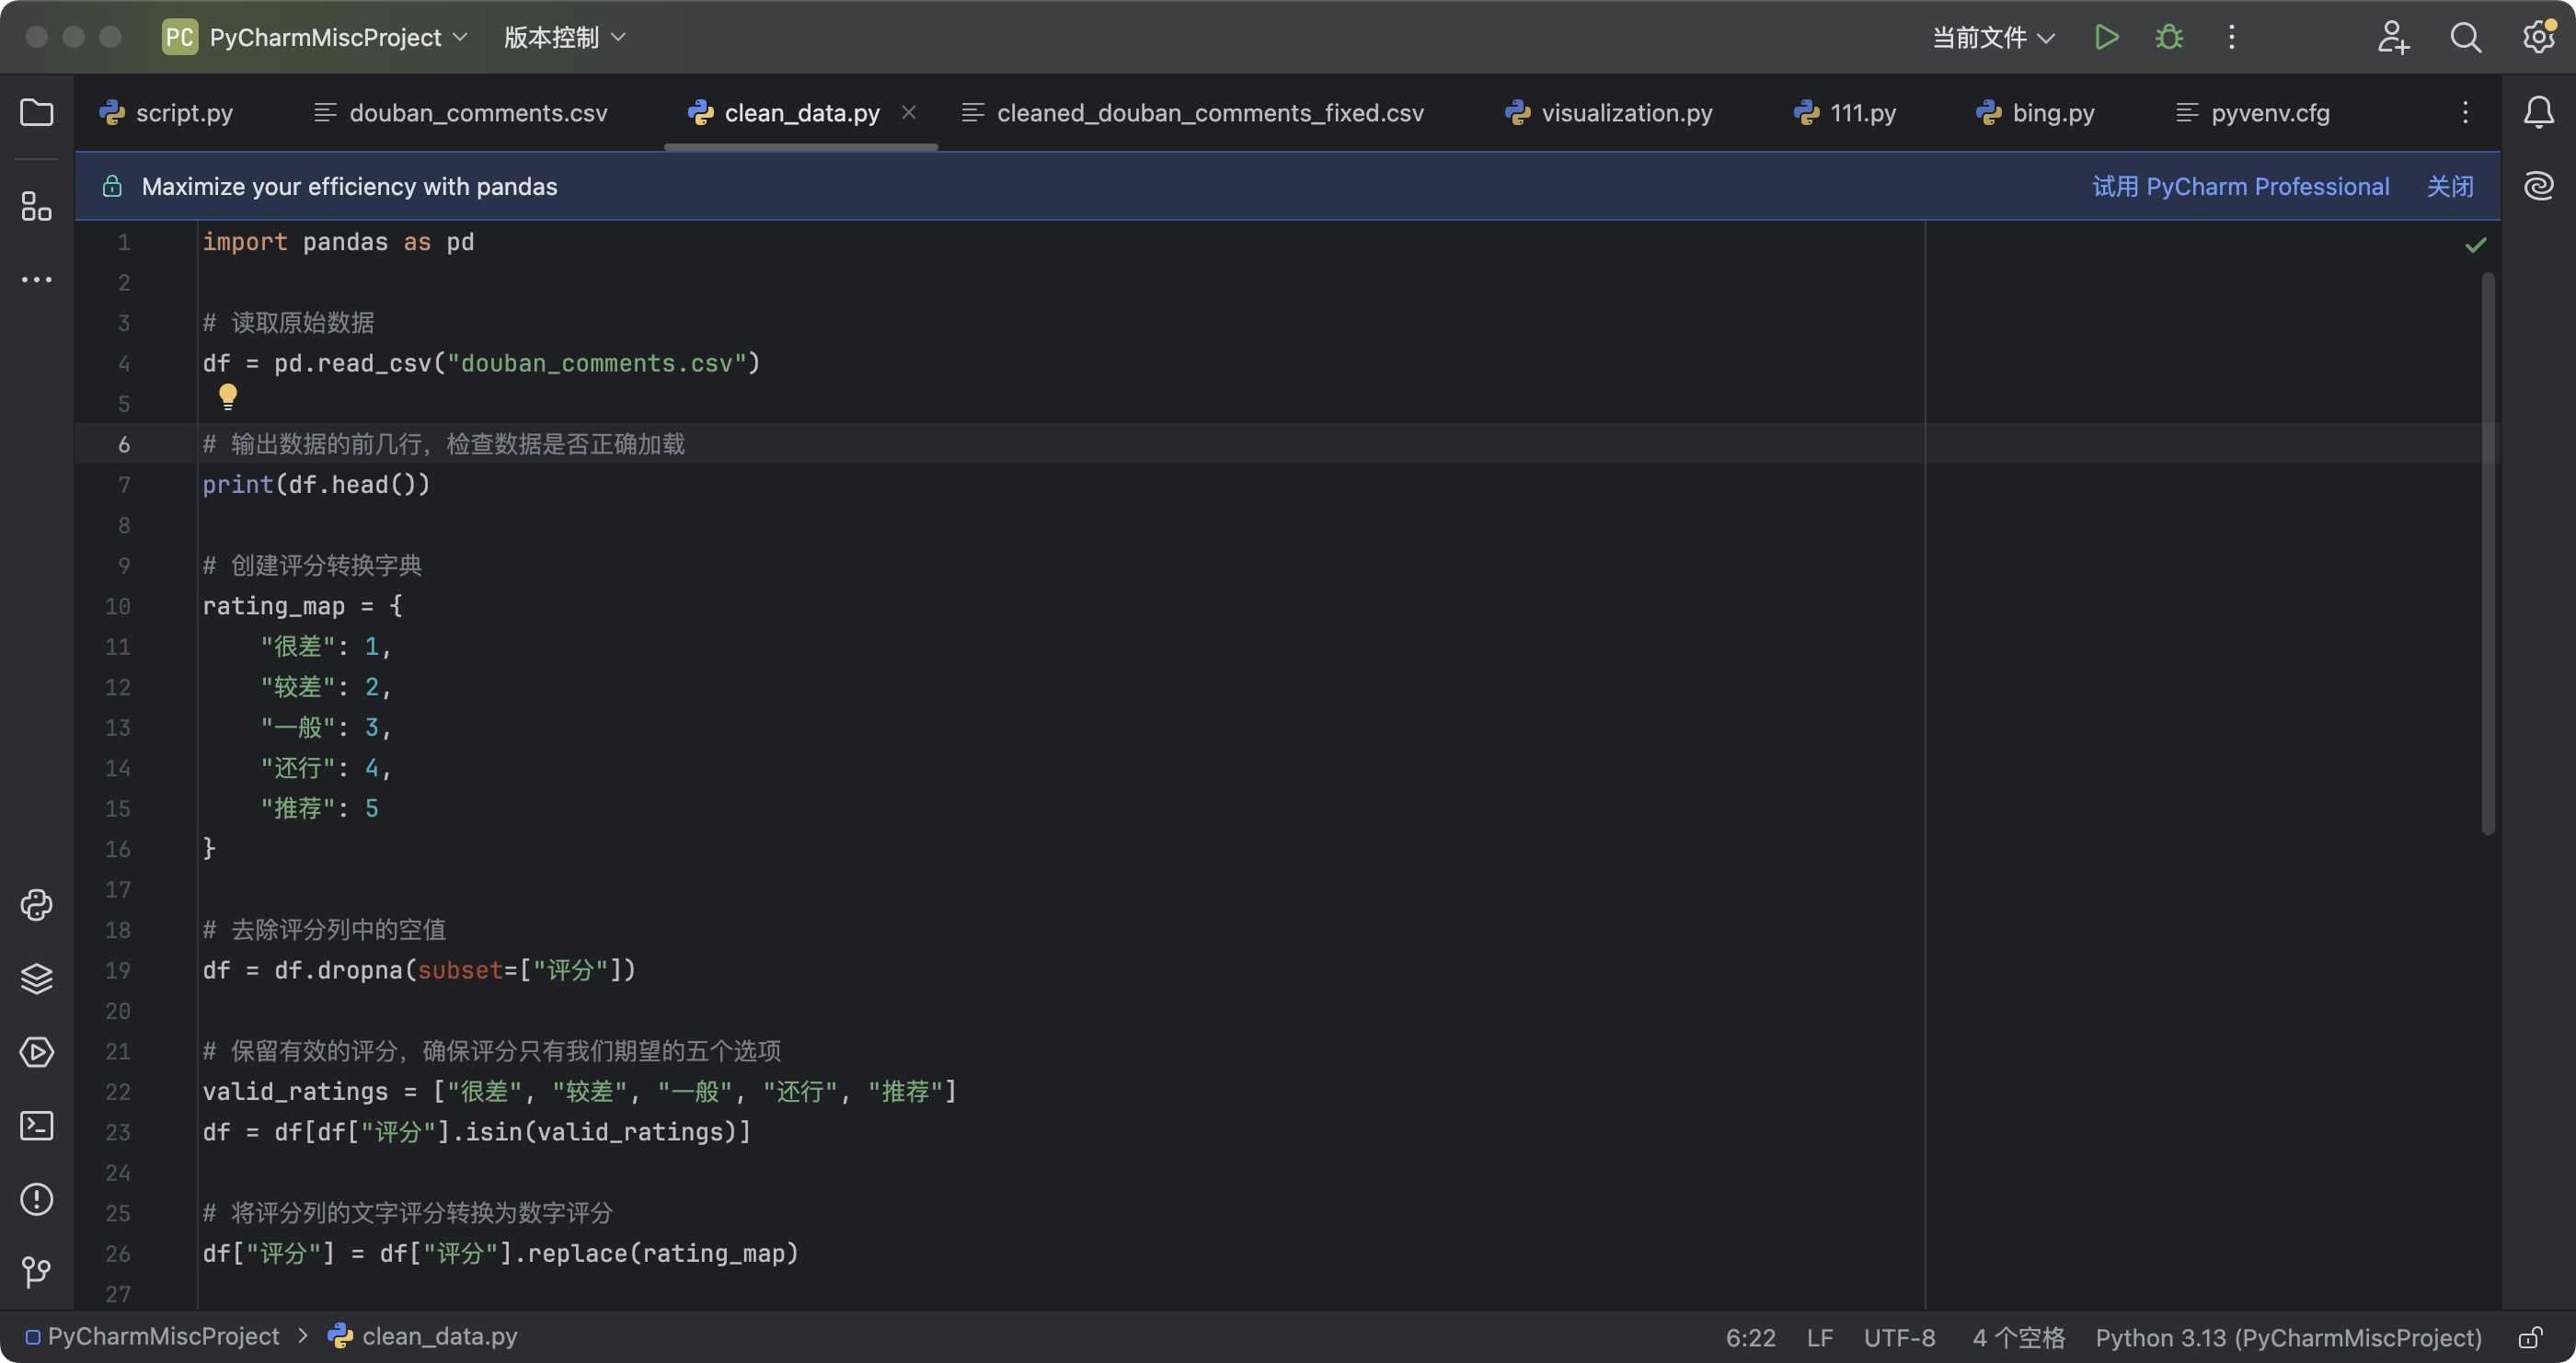 PC PyCharmMiscProject 版本控制 当前文件
script.py douban_comments.csv clean_data.py cleaned_douban_comments_fixed.csv visualization.py 111.py bing.py pyvenv.cfg
Maximize your efficiency with pandas 试用 PyCharm Professional 关闭
1 import pandas as pd
2
3 # 读取原始数据
4 df = pd.read_csv("douban_comments.csv")
5
6 # 输出数据的前几行，检查数据是否正确加载
7 print(df.head())
8
9 # 创建评分转换字典
10 rating_map = {
11     "很差": 1,
12     "较差": 2,
13     "一般": 3,
14     "还行": 4,
15     "推荐": 5
16 }
17
18 # 去除评分列中的空值
19 df = df.dropna(subset=["评分"])
20
21 # 保留有效的评分，确保评分只有我们期望的五个选项
22 valid_ratings = ["很差", "较差", "一般", "还行", "推荐"]
23 df = df[df["评分"].isin(valid_ratings)]
24
25 # 将评分列的文字评分转换为数字评分
26 df["评分"] = df["评分"].replace(rating_map)
27
PyCharmMiscProject > clean_data.py 6:22 LF UTF-8 4 个空格 Python 3.13 (PyCharmMiscProject)